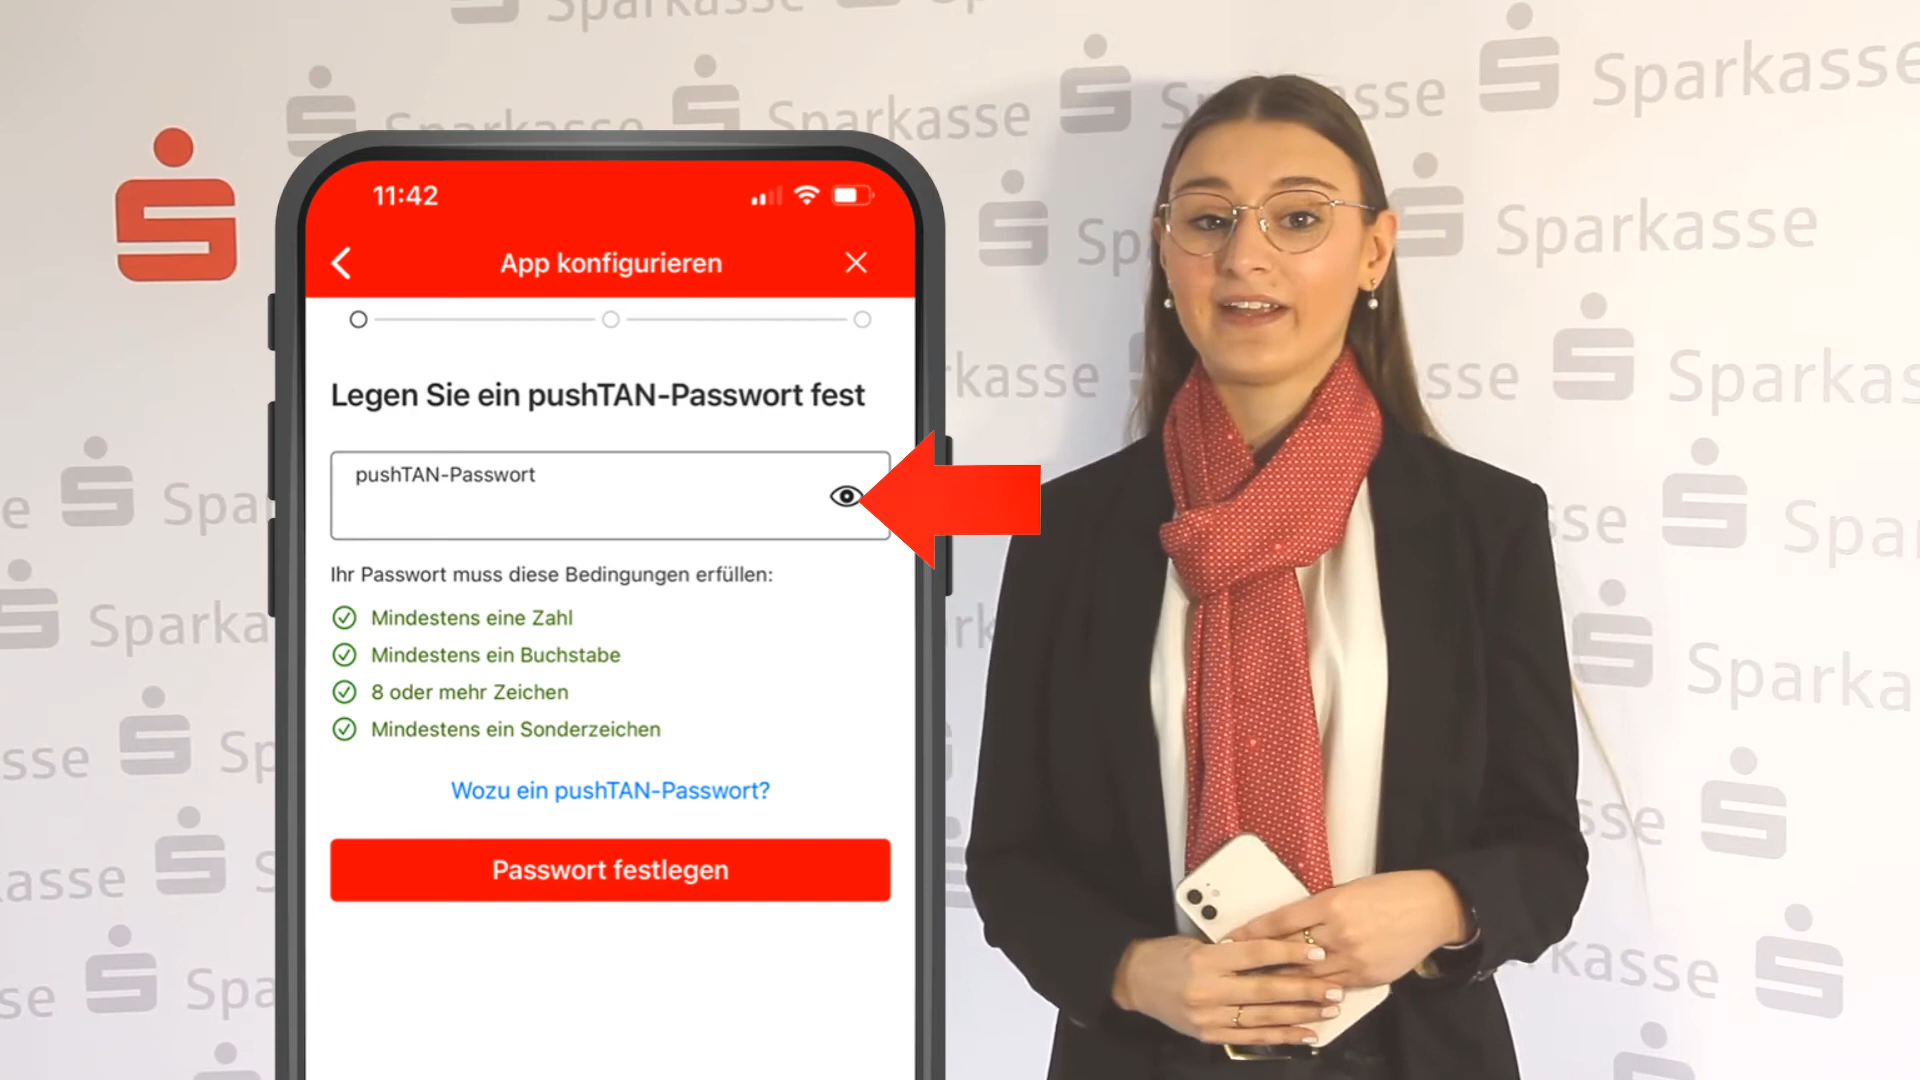 Sparkasse
Sparkasse
Sparkasse
Sparkasse
Sparkasse
11:42
App konfigurieren
Legen Sie ein pushTAN-Passwort fest
pushTAN-Passwort
Ihr Passwort muss diese Bedingungen erfüllen:
Mindestens eine Zahl
Mindestens ein Buchstabe
8 oder mehr Zeichen
Mindestens ein Sonderzeichen
Wozu ein pushTAN-Passwort?
Passwort festlegen